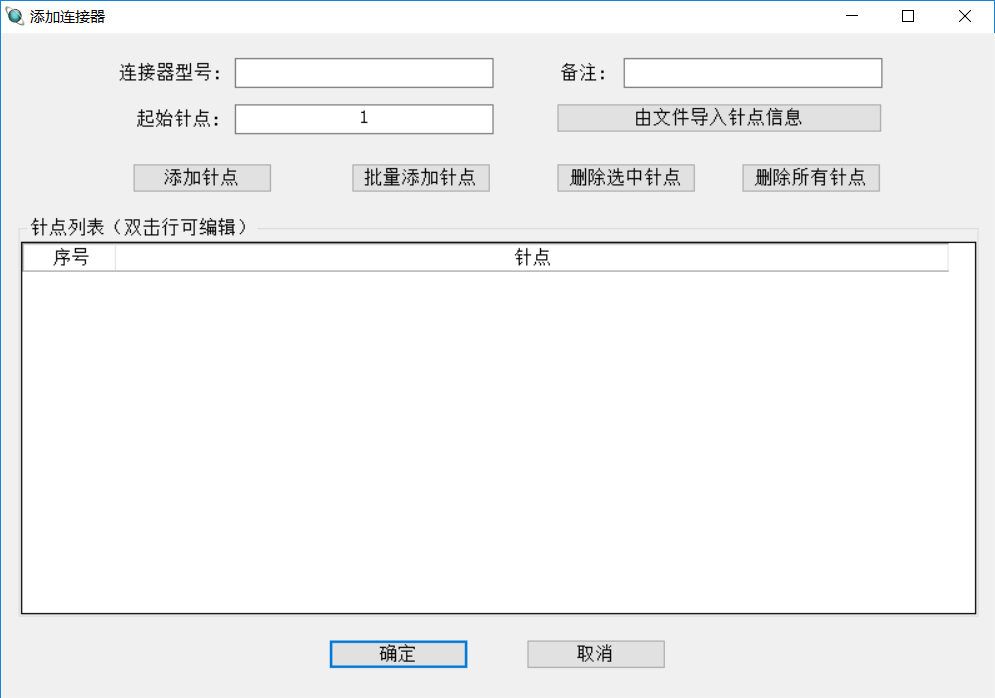 添加连接器
连接器型号: 备注:
起始针点: 1 由文件导入针点信息
添加针点 批量添加针点 删除选中针点 删除所有针点
针点列表（双击行可编辑）
序号 针点
确定 取消